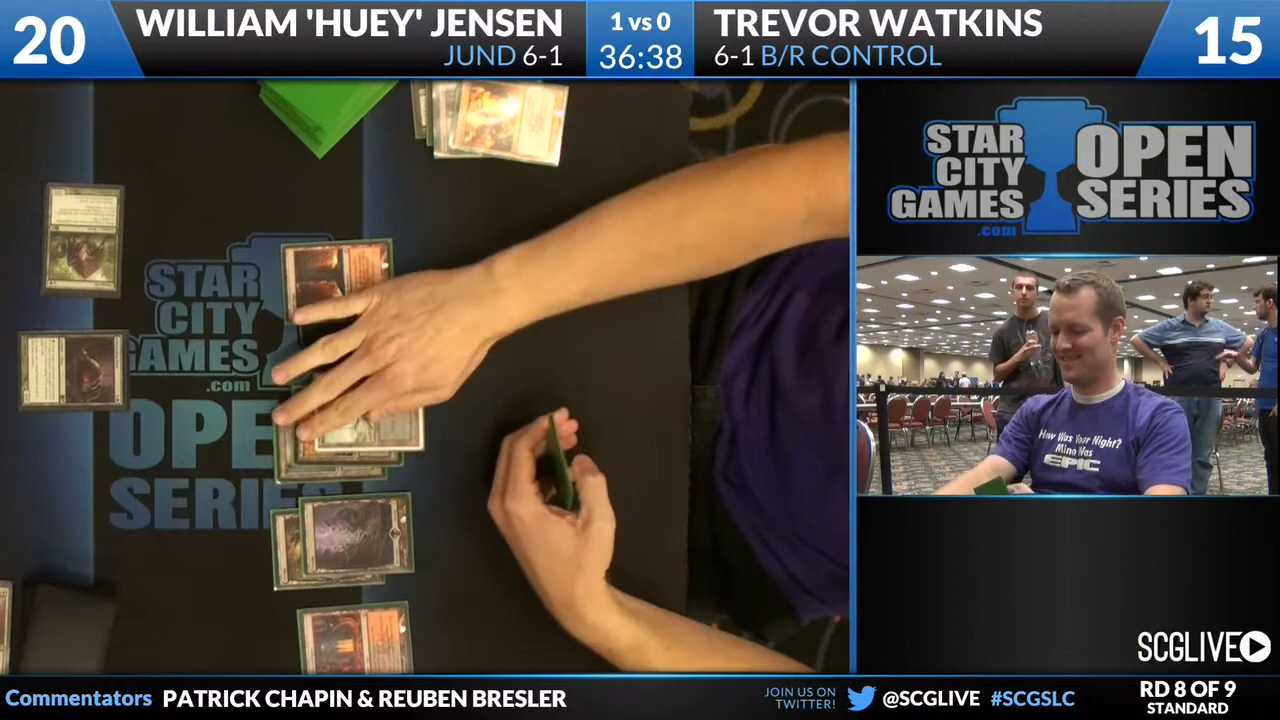 20
WILLIAM 'HUEY' JENSEN
JUND 6-1
1 vs 0
36:38
TREVOR WATKINS
6-1 B/R CONTROL
15
STAR
CITY
GAMES
.com
OPEN
SERIES
STAR
CITY
GAMES
.com
OPE
SERIE
How Was Your Night?
Mine Was
EPIC
SCGLIVE
Commentators PATRICK CHAPIN & REUBEN BRESLER
JOIN US ON
TWITTER!
@SCGLIVE #SCGSLC
RD 8 OF 9
STANDARD